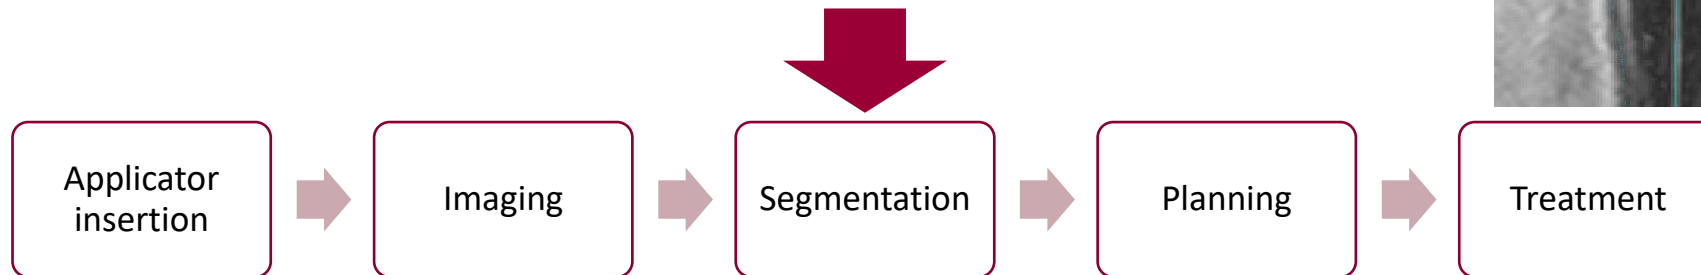 Applicator
insertion
Imaging
Segmentation
Planning
Treatment